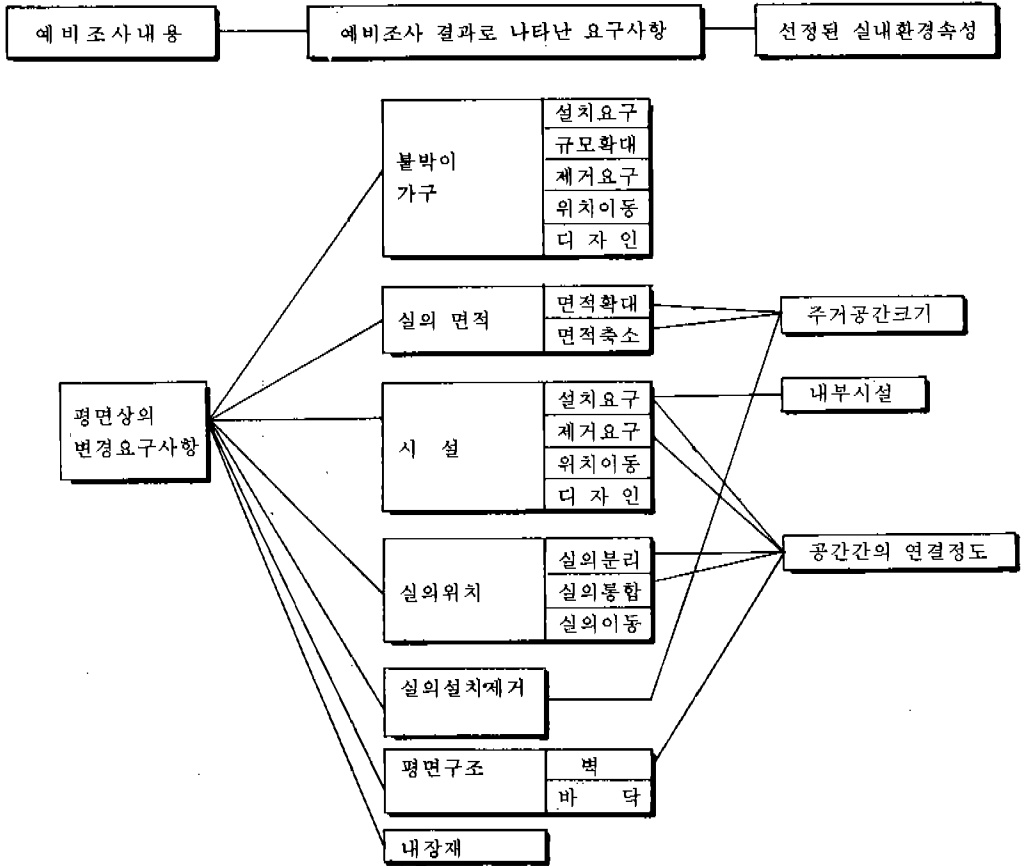 예비조사내용
예비조사 결과로 나타난 요구사항
선정된 실내환경속성
평면상의
변경요구사항
붙박이
가구
설치요구
규모확대
제거요구
위치이동
디 자 인
실의 면적
면적확대
면적축소
시 설
설치요구
제거요구
위치이동
디 자 인
실의위치
실의분리
실의통합
실의이동
실의설치제거
평면구조
벽
바 닥
내장재
주거공간크기
내부시설
공간간의 연결정도